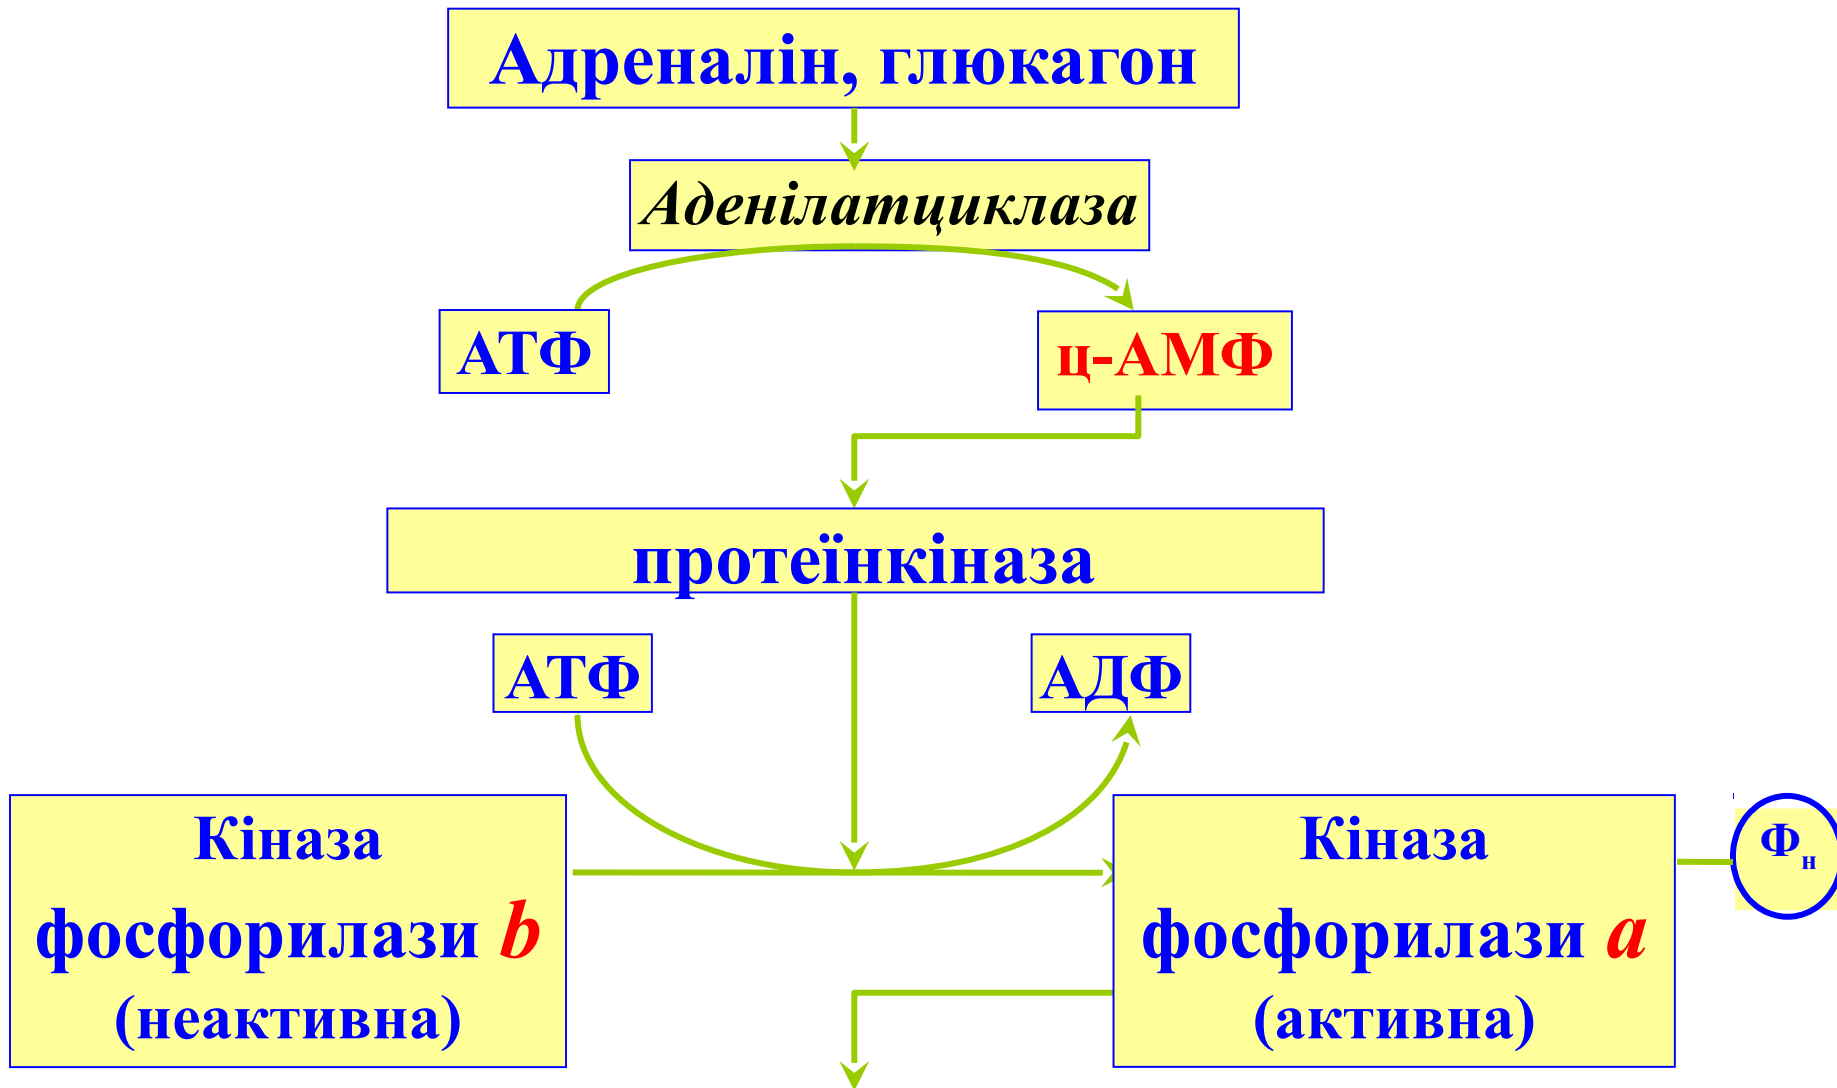 Адреналін, глюкагон
Аденілатциклаза
АТФ
ц-АМФ
протеїнкіназа
АТФ
АДФ
Кіназа
фосфорилази b
(неактивна)
Кіназа
фосфорилази a
(активна)
Фн